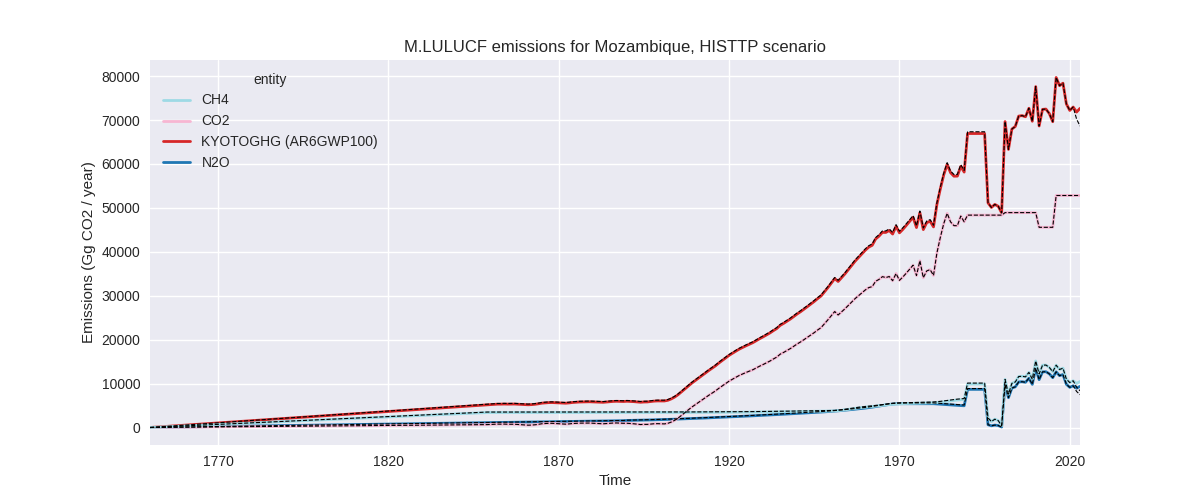 M.LULUCF emissions for Mozambique, HISTTP scenario
Emissions (Gg CO2 / year)
80000
70000
60000
50000
40000
30000
20000
10000
0
entity
CH4
CO2
KYOTOGHG (AR6GWP100)
N2O
1770
1820
1870
1920
1970
2020
Time